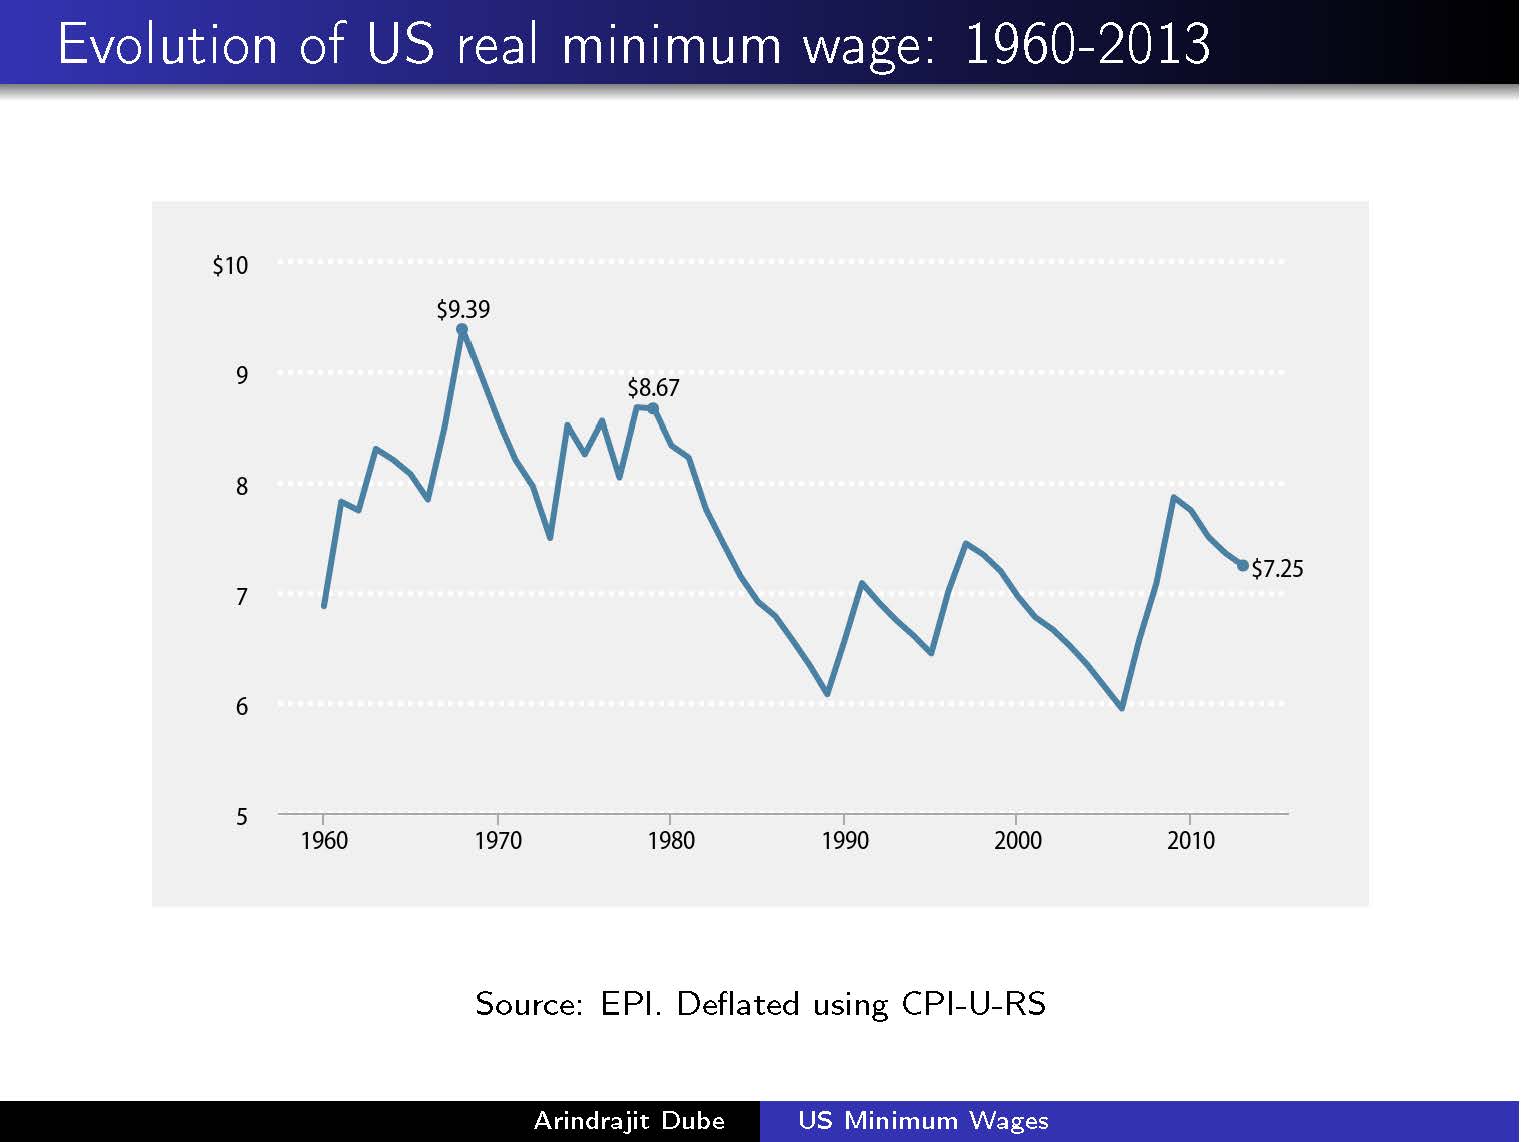 Evolution of US real minimum wage: 1960-2013
$10
$9.39
9
$8.67
8
7
$7.25
6
5
1960 1970 1980 1990 2000 2010
Source: EPI. Deflated using CPI-U-RS
Arindrajit Dube US Minimum Wages